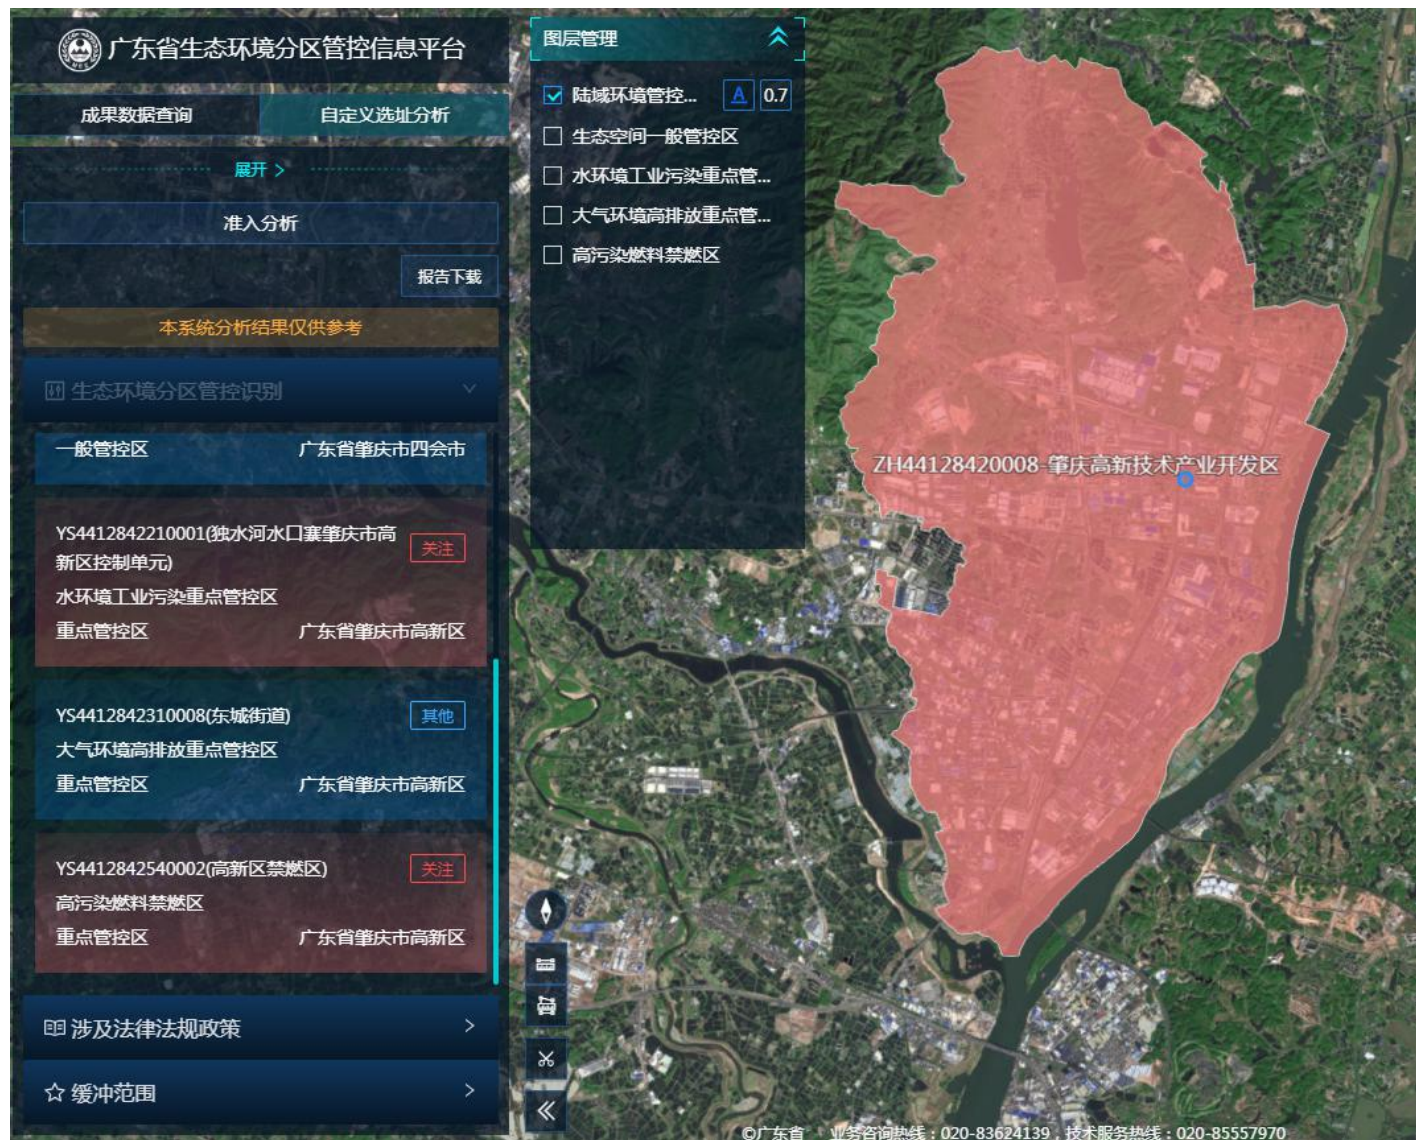 广东省生态环境分区管控信息平台
成果数据查询
自定义选址分析
展开 >
准入分析
报告下载
本系统分析结果仅供参考
生态环境分区管控识别
一般管控区 广东省肇庆市四会市
YS4412842210001(独水河水口寨肇庆市高
新区控制单元)
关注
水环境工业污染重点管控区
重点管控区 广东省肇庆市高新区
YS4412842310008(东城街道) 其他
大气环境高排放重点管控区
重点管控区 广东省肇庆市高新区
YS4412842540002(高新区禁燃区) 关注
高污染燃料禁燃区
重点管控区 广东省肇庆市高新区
涉及法律法规政策
缓冲范围
图层管理
陆域环境管控... A 0.7
生态空间一般管控区
水环境工业污染重点管...
大气环境高排放重点管...
高污染燃料禁燃区
ZH44128420008-肇庆高新技术产业开发区
©广东省 业务咨询热线：020-83624139，技术服务热线：020-85557970